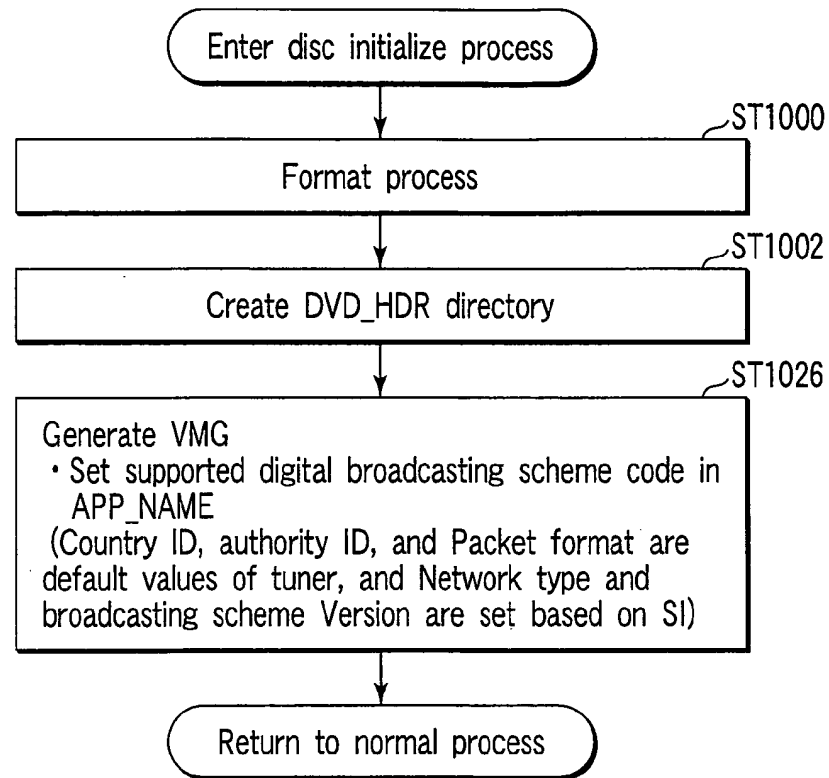 Enter disc initialize process
ST1000
Format process
ST1002
Create DVD_HDR directory
ST1026
Generate VMG
・Set supported digital broadcasting scheme code in
APP_NAME
(Country ID, authority ID, and Packet format are
default values of tuner, and Network type and
broadcasting scheme Version are set based on SI)
Return to normal process